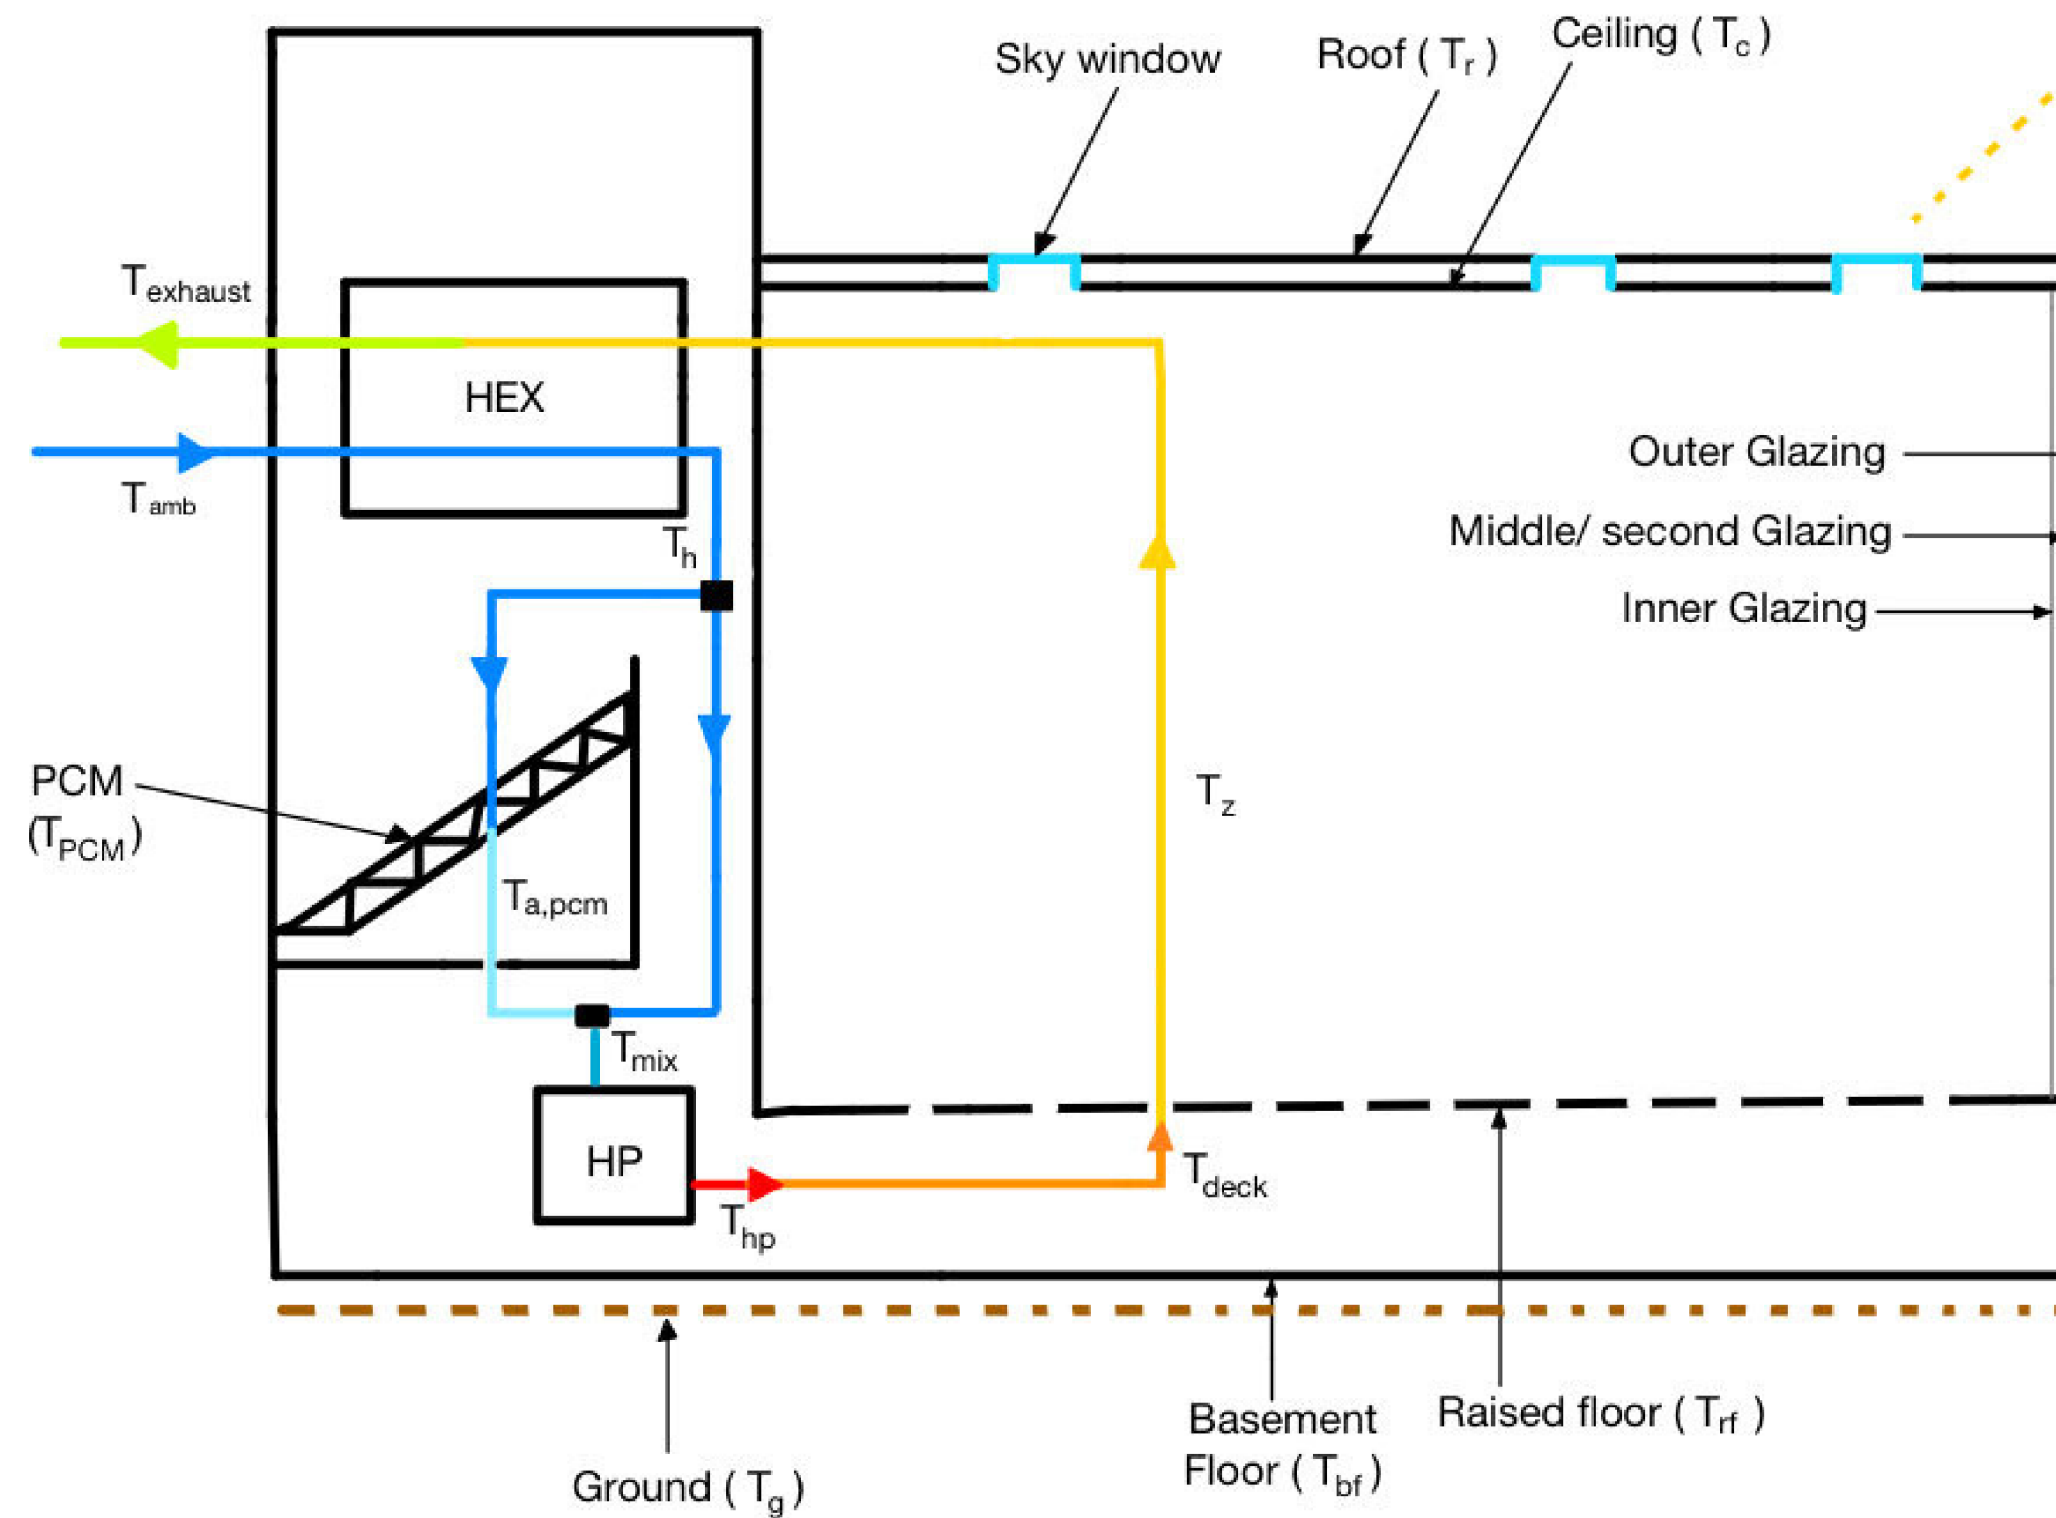 Sky window
Roof ( Tr )
Ceiling ( Tc )
Texhaust
HEX
Tamb
Th
Outer Glazing
Middle/ second Glazing
Inner Glazing
PCM
(TPCM)
Ta,pcm
Tz
Tmix
HP
Thp
Tdeck
Basement
Floor ( Tbf )
Raised floor ( Trf )
Ground ( Tg )